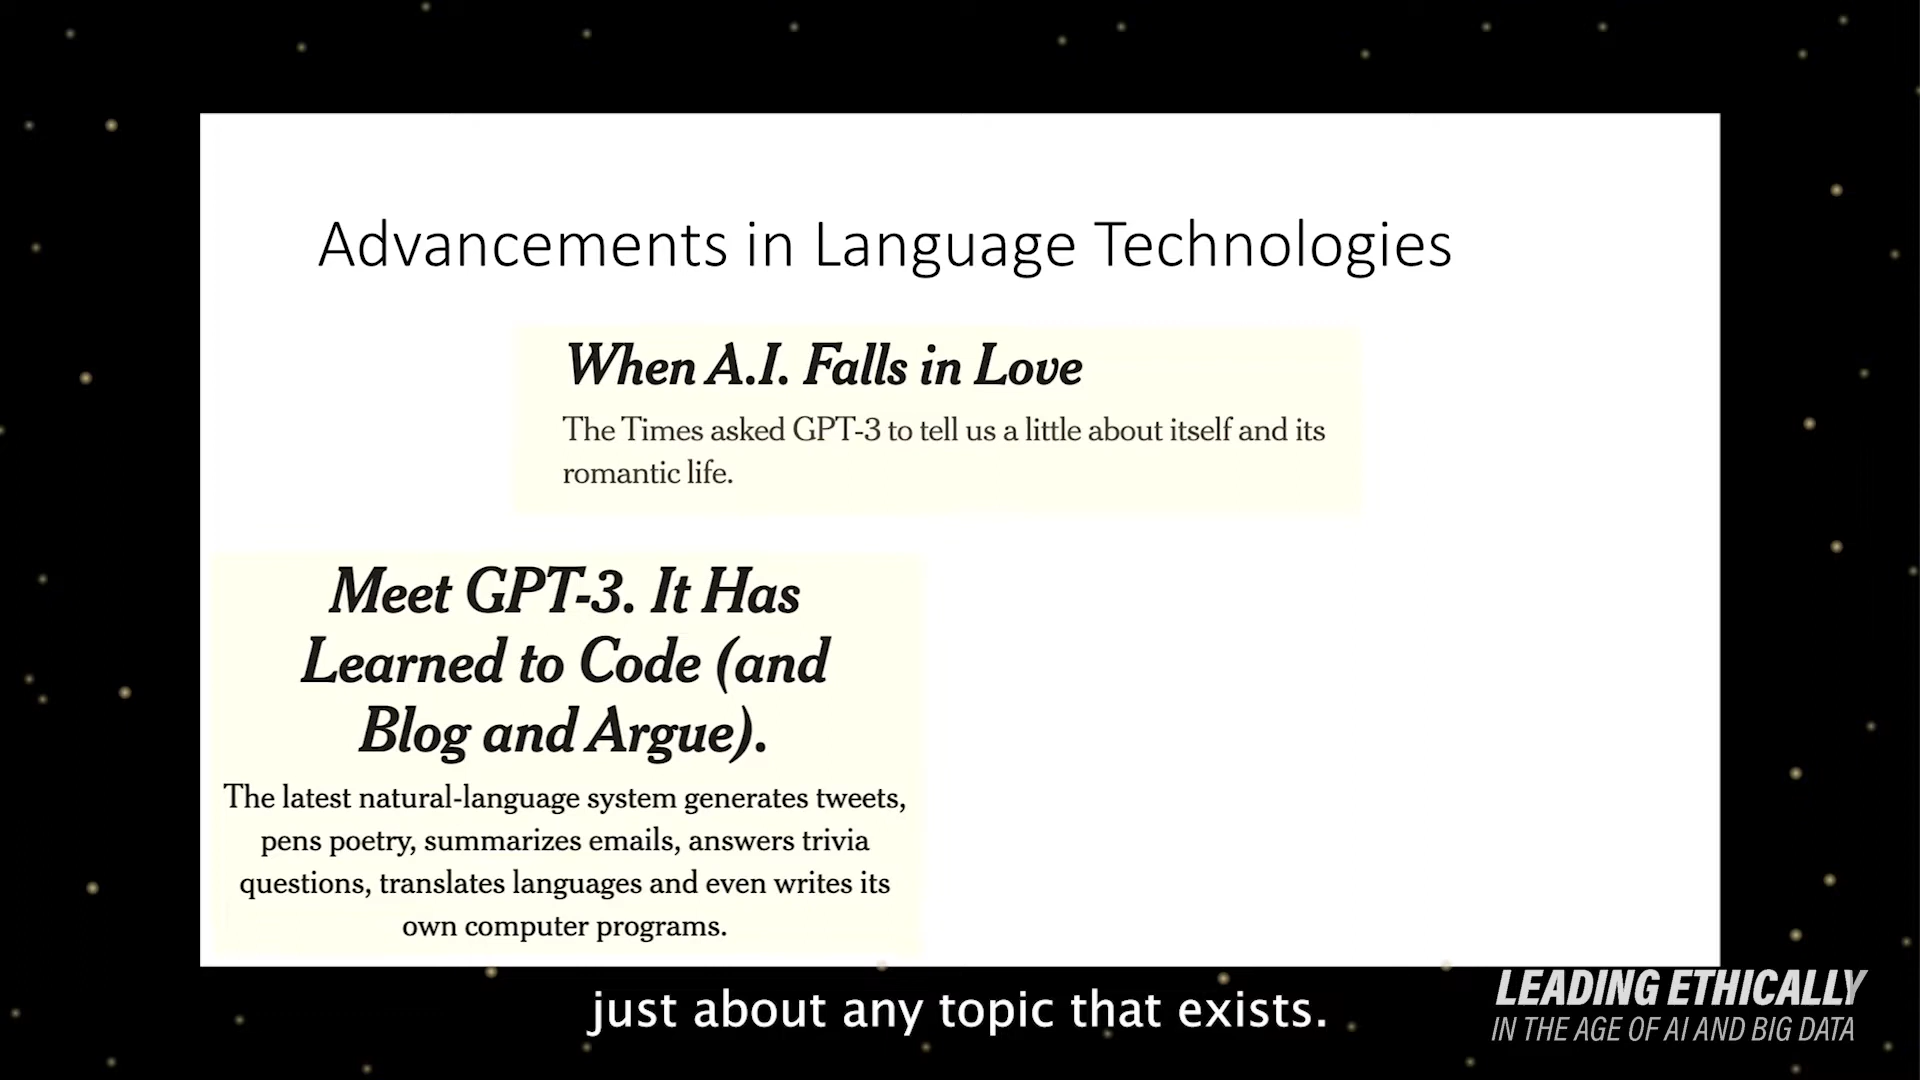 Advancements in Language Technologies
When A.I. Falls in Love
The Times asked GPT-3 to tell us a little about itself and its
romantic life.
Meet GPT-3. It Has
Learned to Code (and
Blog and Argue).
The latest natural-language system generates tweets,
pens poetry, summarizes emails, answers trivia
questions, translates languages and even writes its
own computer programs.
just about any topic that exists.
LEADING ETHICALLY
IN THE AGE OF AI AND BIG DATA